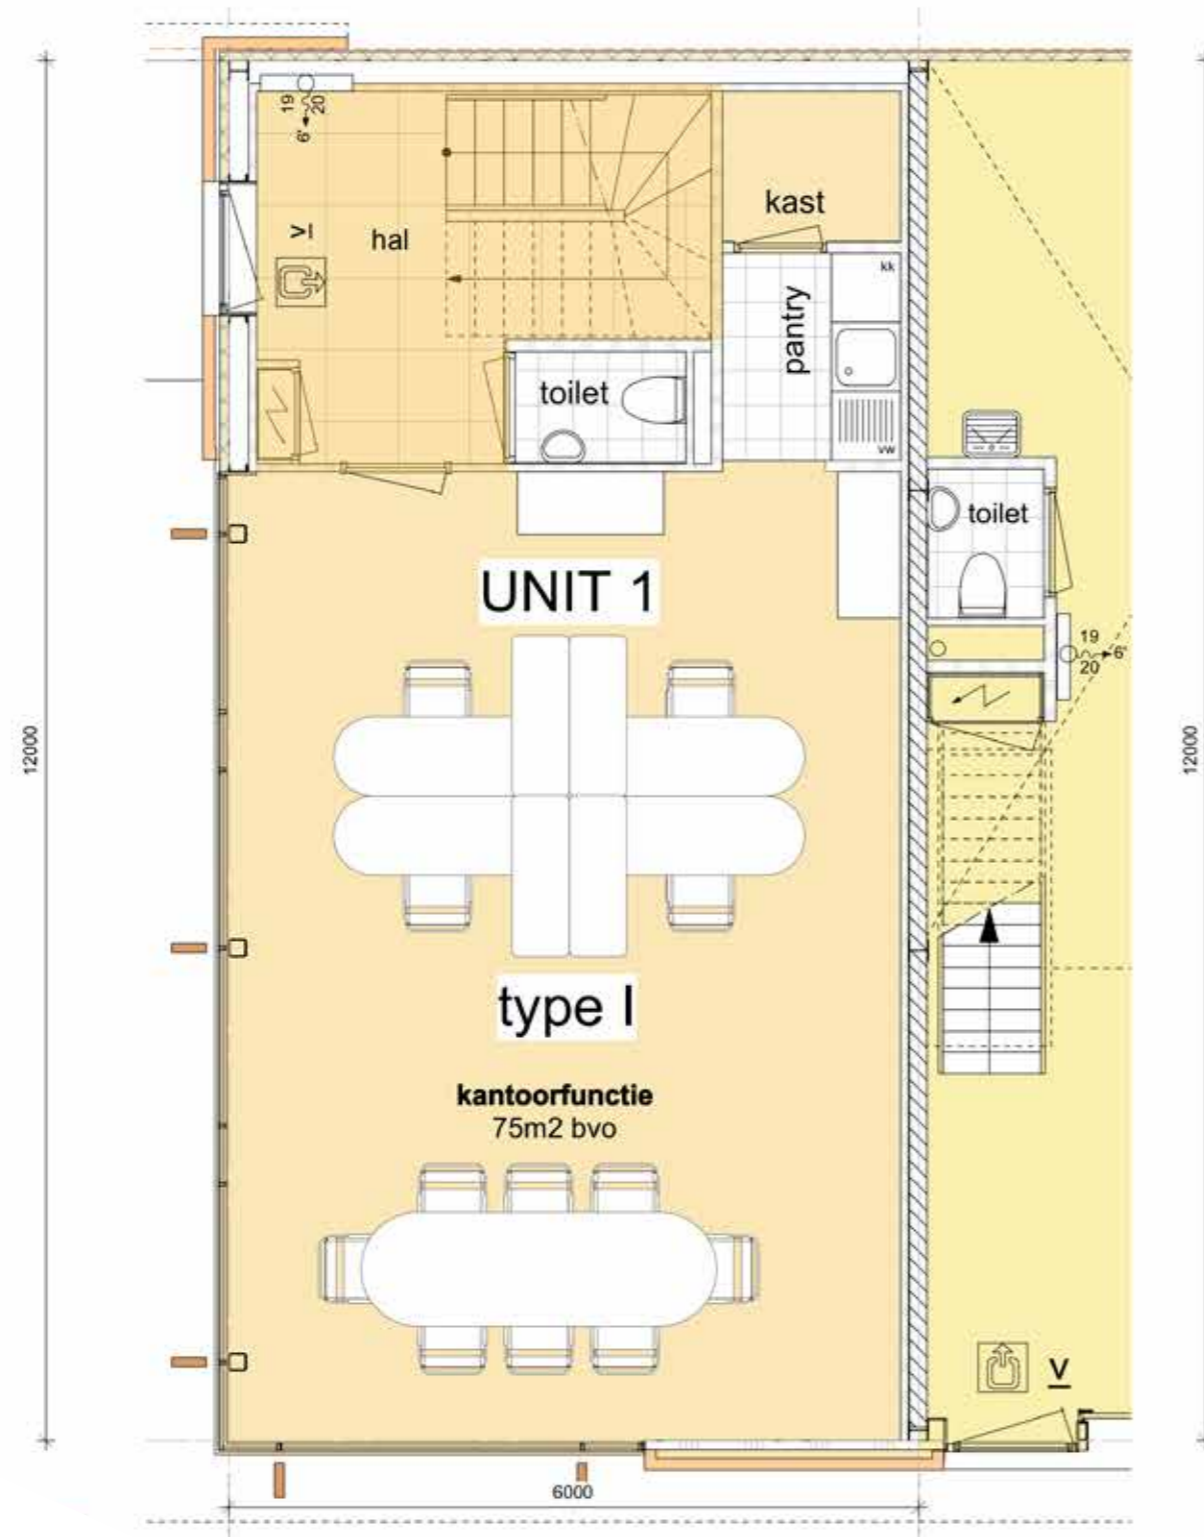 19
20
6'
V
hal
kast
kk
pantry
toilet
vw
toilet
UNIT 1
19
20
6'
12000
12000
type I
kantoorfunctie
75m2 bvo
V
6000